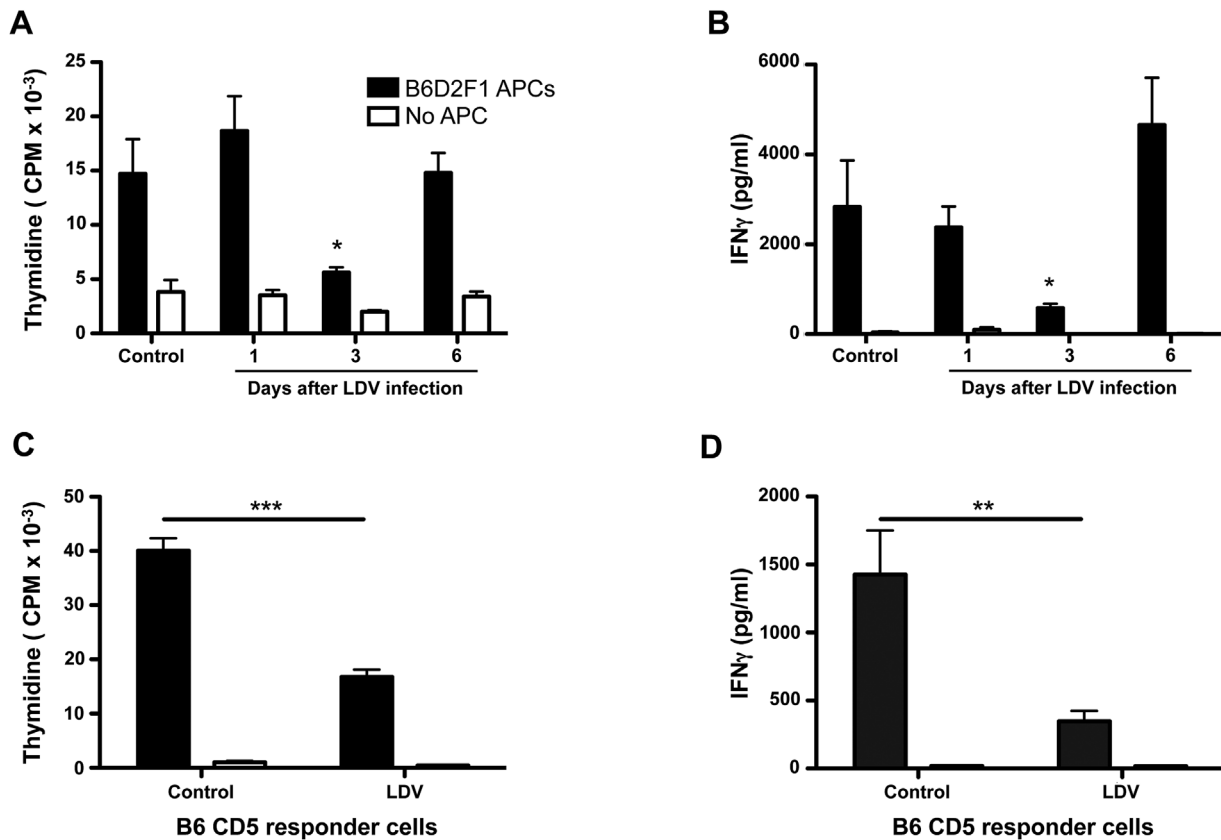 A
Thymidine ( CPM x 10-3)
25
20
15
10
5
0
B6D2F1 APCs
No APC
*
Control
1
3
6
Days after LDV infection
B
IFNγ (pg/ml)
6000
4000
2000
0
*
Control
1
3
6
Days after LDV infection
C
Thymidine ( CPM x 10-3)
50
40
30
20
10
0
***
Control
LDV
B6 CD5 responder cells
D
IFNγ (pg/ml)
2000
1500
1000
500
0
**
Control
LDV
B6 CD5 responder cells